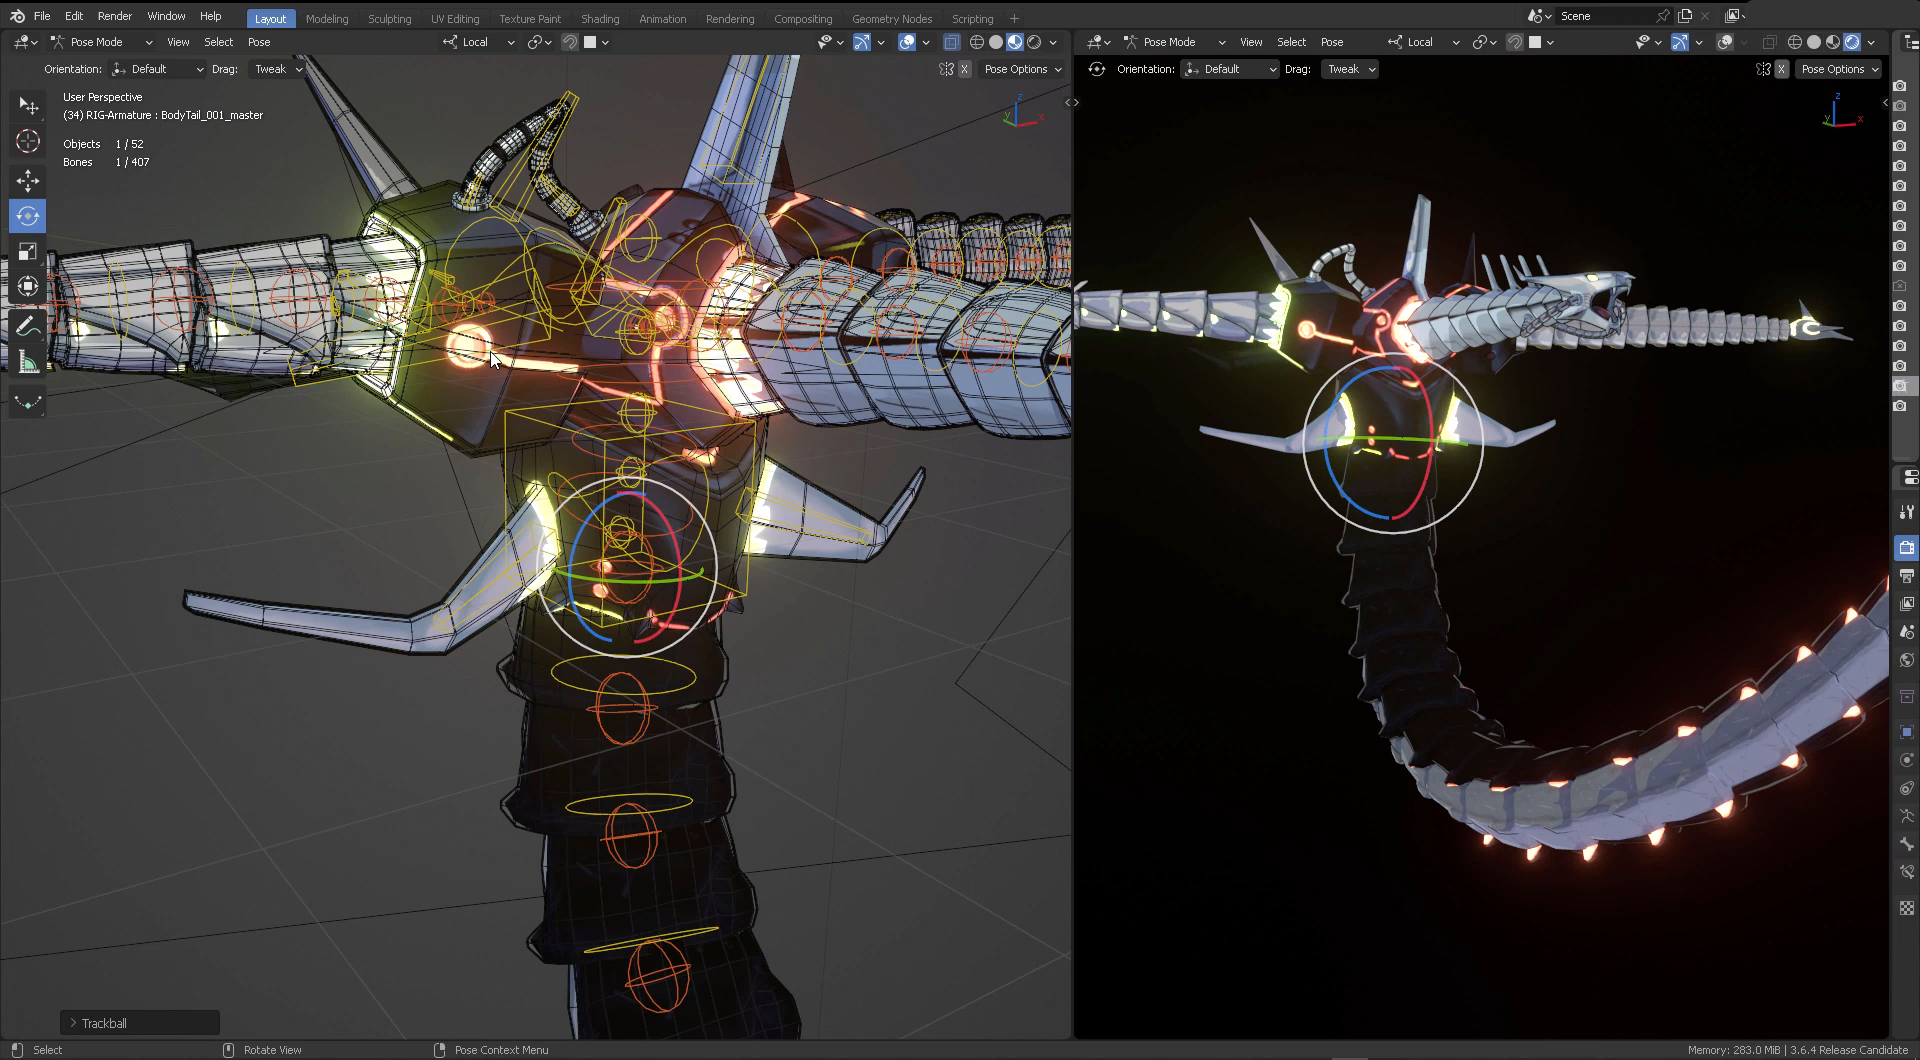 File Edit Render Window Help Layout Modeling Sculpting UV Editing Texture Paint Shading Animation Rendering Compositing Geometry Nodes Scripting + Scene
Pose Mode View Select Pose Local
Pose Mode View Select Pose Local
Orientation: Default Drag: Tweak X Pose Options
Orientation: Default Drag: Tweak X Pose Options
User Perspective
(34) RIG-Armature : BodyTail_001_master
Objects 1 / 52
Bones 1 / 407
z
y
x
z
y
x
> Trackball
Select Rotate View Pose Context Menu Memory: 283.0 MiB | 3.6.4 Release Candidate